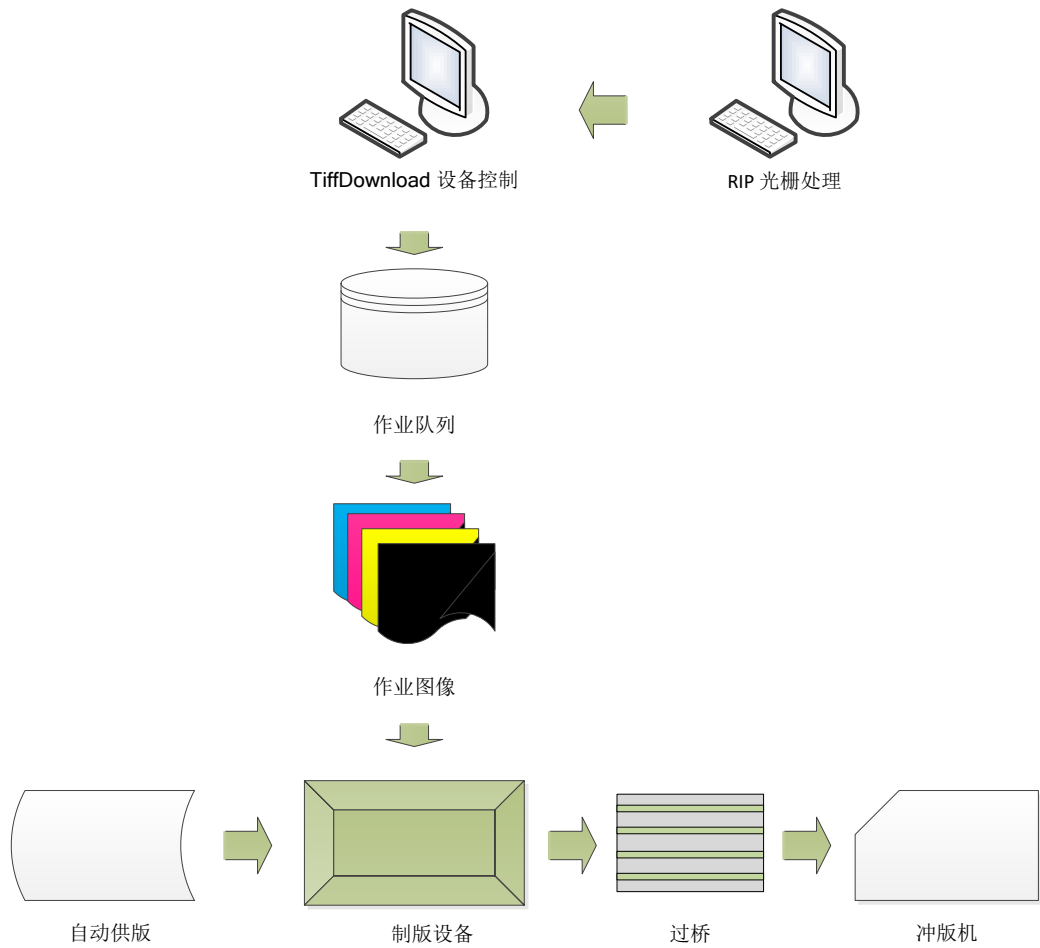 TiffDownload 设备控制
RIP 光栅处理
作业队列
作业图像
自动供版
制版设备
过桥
冲版机